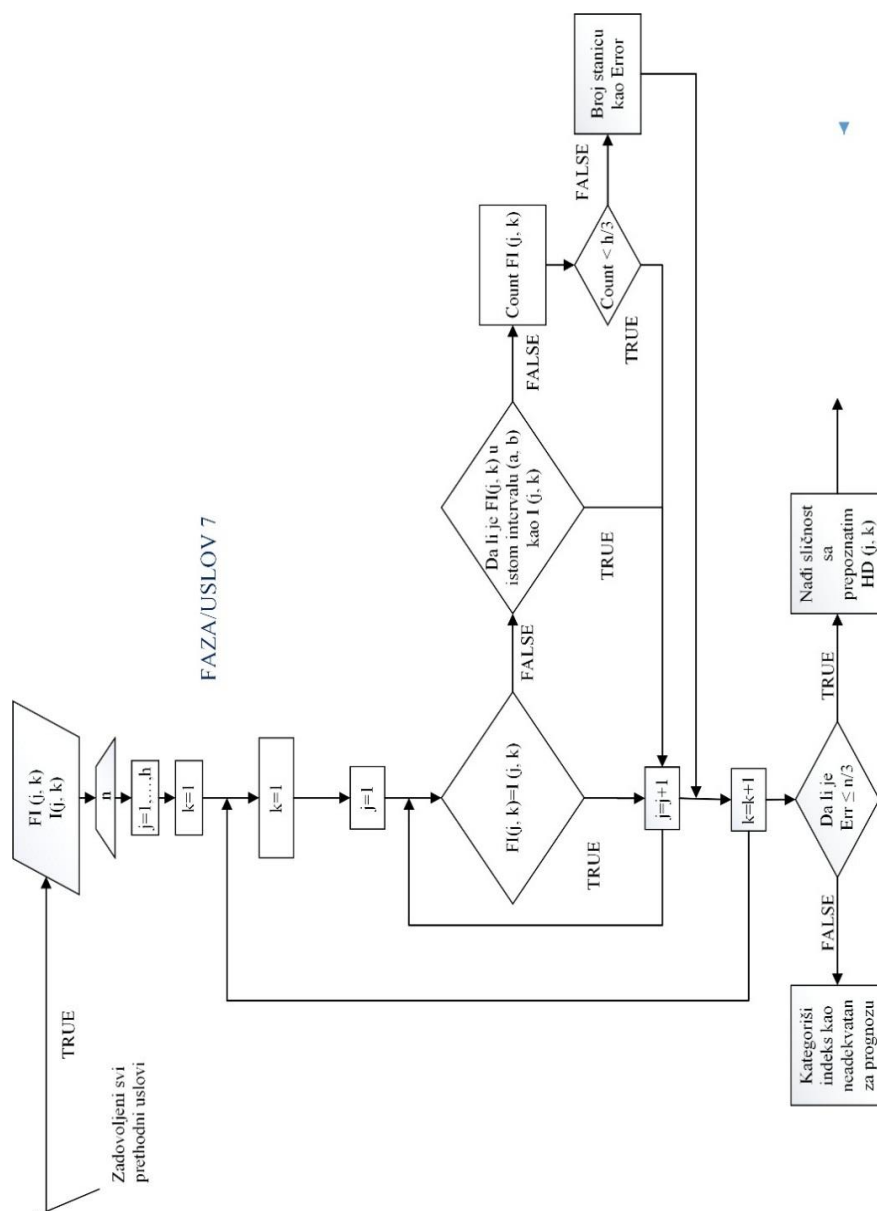 Zadovoljeni svi
prethodni uslovi
TRUE
FI (j, k)
I(j, k)
n
j=1,…,h
k=1
FAZA/USLOV 7
k=1
j=1
FI(j, k)=I (j, k)
FALSE
TRUE
Da li je FI(j, k) u
istom intervalu (a, b)
kao I (j, k)
FALSE
TRUE
Count FI (j, k)
Count < h/3
FALSE
TRUE
Broj stanicu
kao Error
j=j+1
k=k+1
Da li je
Err ≤ n/3
FALSE
TRUE
Kategoriši
indeks kao
neadekvatan
za prognozu
Nađi sličnost
sa
prepoznatim
HD (j, k)